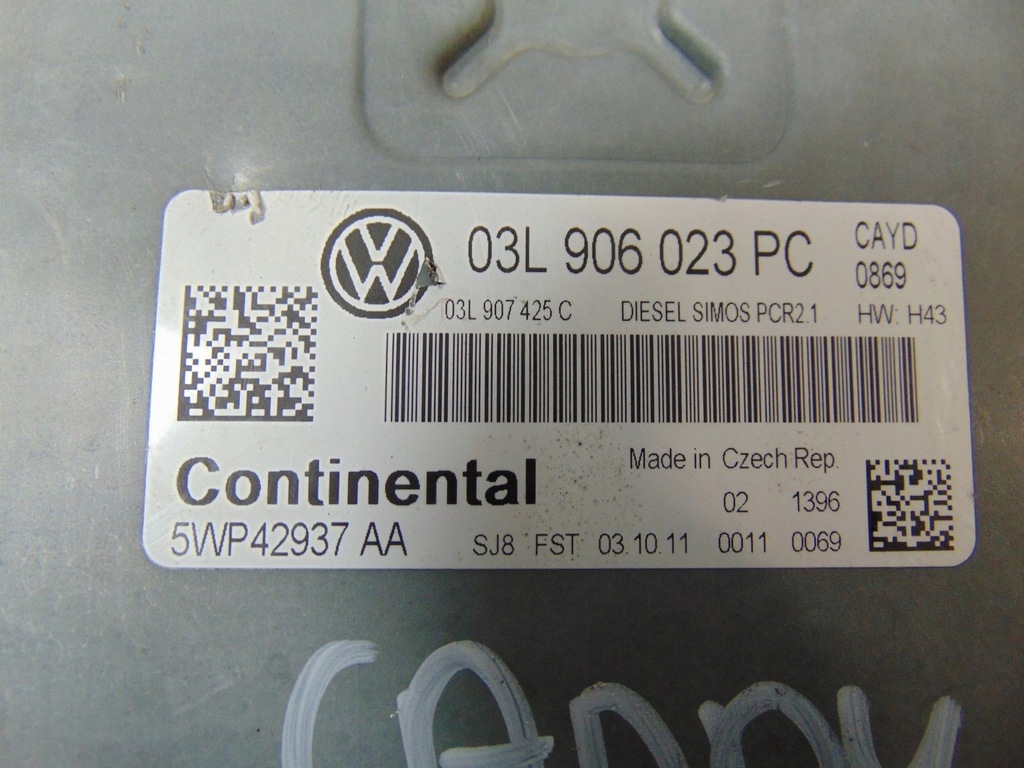 03L 906 023 PC
CAYD
0869
03L 907 425 C DIESEL SIMOS PCR2.1 HW: H43
Continental
Made in Czech Rep.
02 1396
5WP42937 AA
SJ8 FST 03.10.11 0011 0069
CADDY